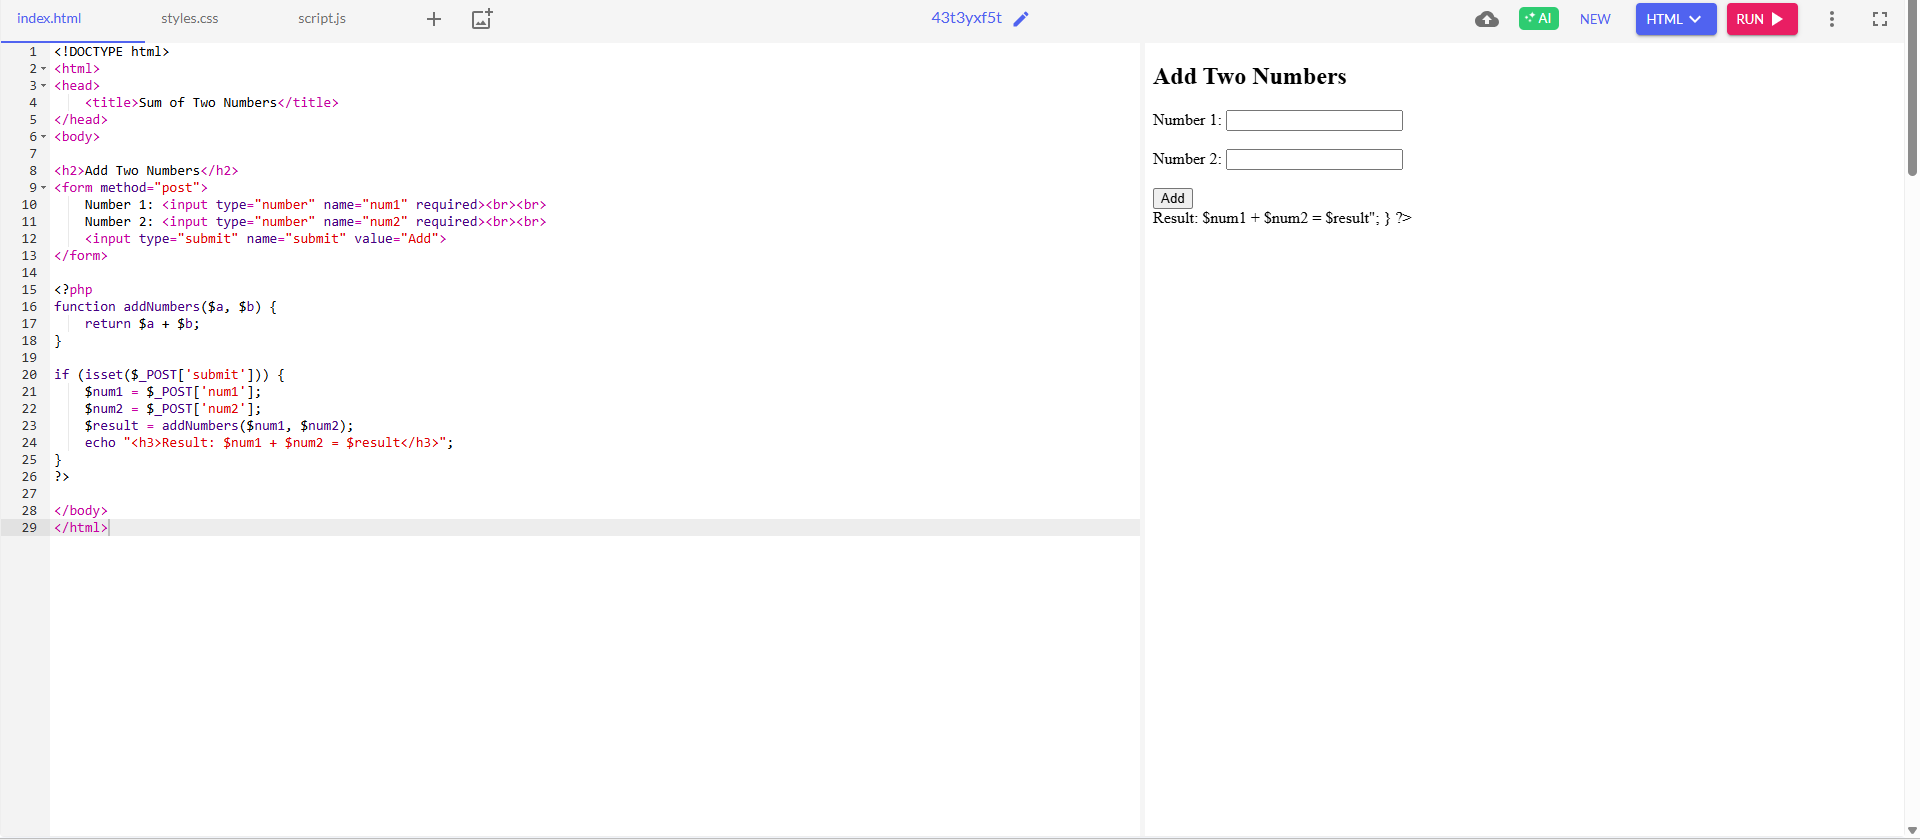 index.html styles.css script.js 43t3yxf5t AI NEW HTML RUN
1 <!DOCTYPE html>
2 <html>
3 <head>
4     <title>Sum of Two Numbers</title>
5 </head>
6 <body>
7
8 <h2>Add Two Numbers</h2>
9 <form method="post">
10     Number 1: <input type="number" name="num1" required><br><br>
11     Number 2: <input type="number" name="num2" required><br><br>
12     <input type="submit" name="submit" value="Add">
13 </form>
14
15 <?php
16 function addNumbers($a, $b) {
17     return $a + $b;
18 }
19
20 if (isset($_POST['submit'])) {
21     $num1 = $_POST['num1'];
22     $num2 = $_POST['num2'];
23     $result = addNumbers($num1, $num2);
24     echo "<h3>Result: $num1 + $num2 = $result</h3>";
25 }
26 ?>
27
28 </body>
29 </html>
Add Two Numbers
Number 1:
Number 2:
Add
Result: $num1 + $num2 = $result"; } ?>